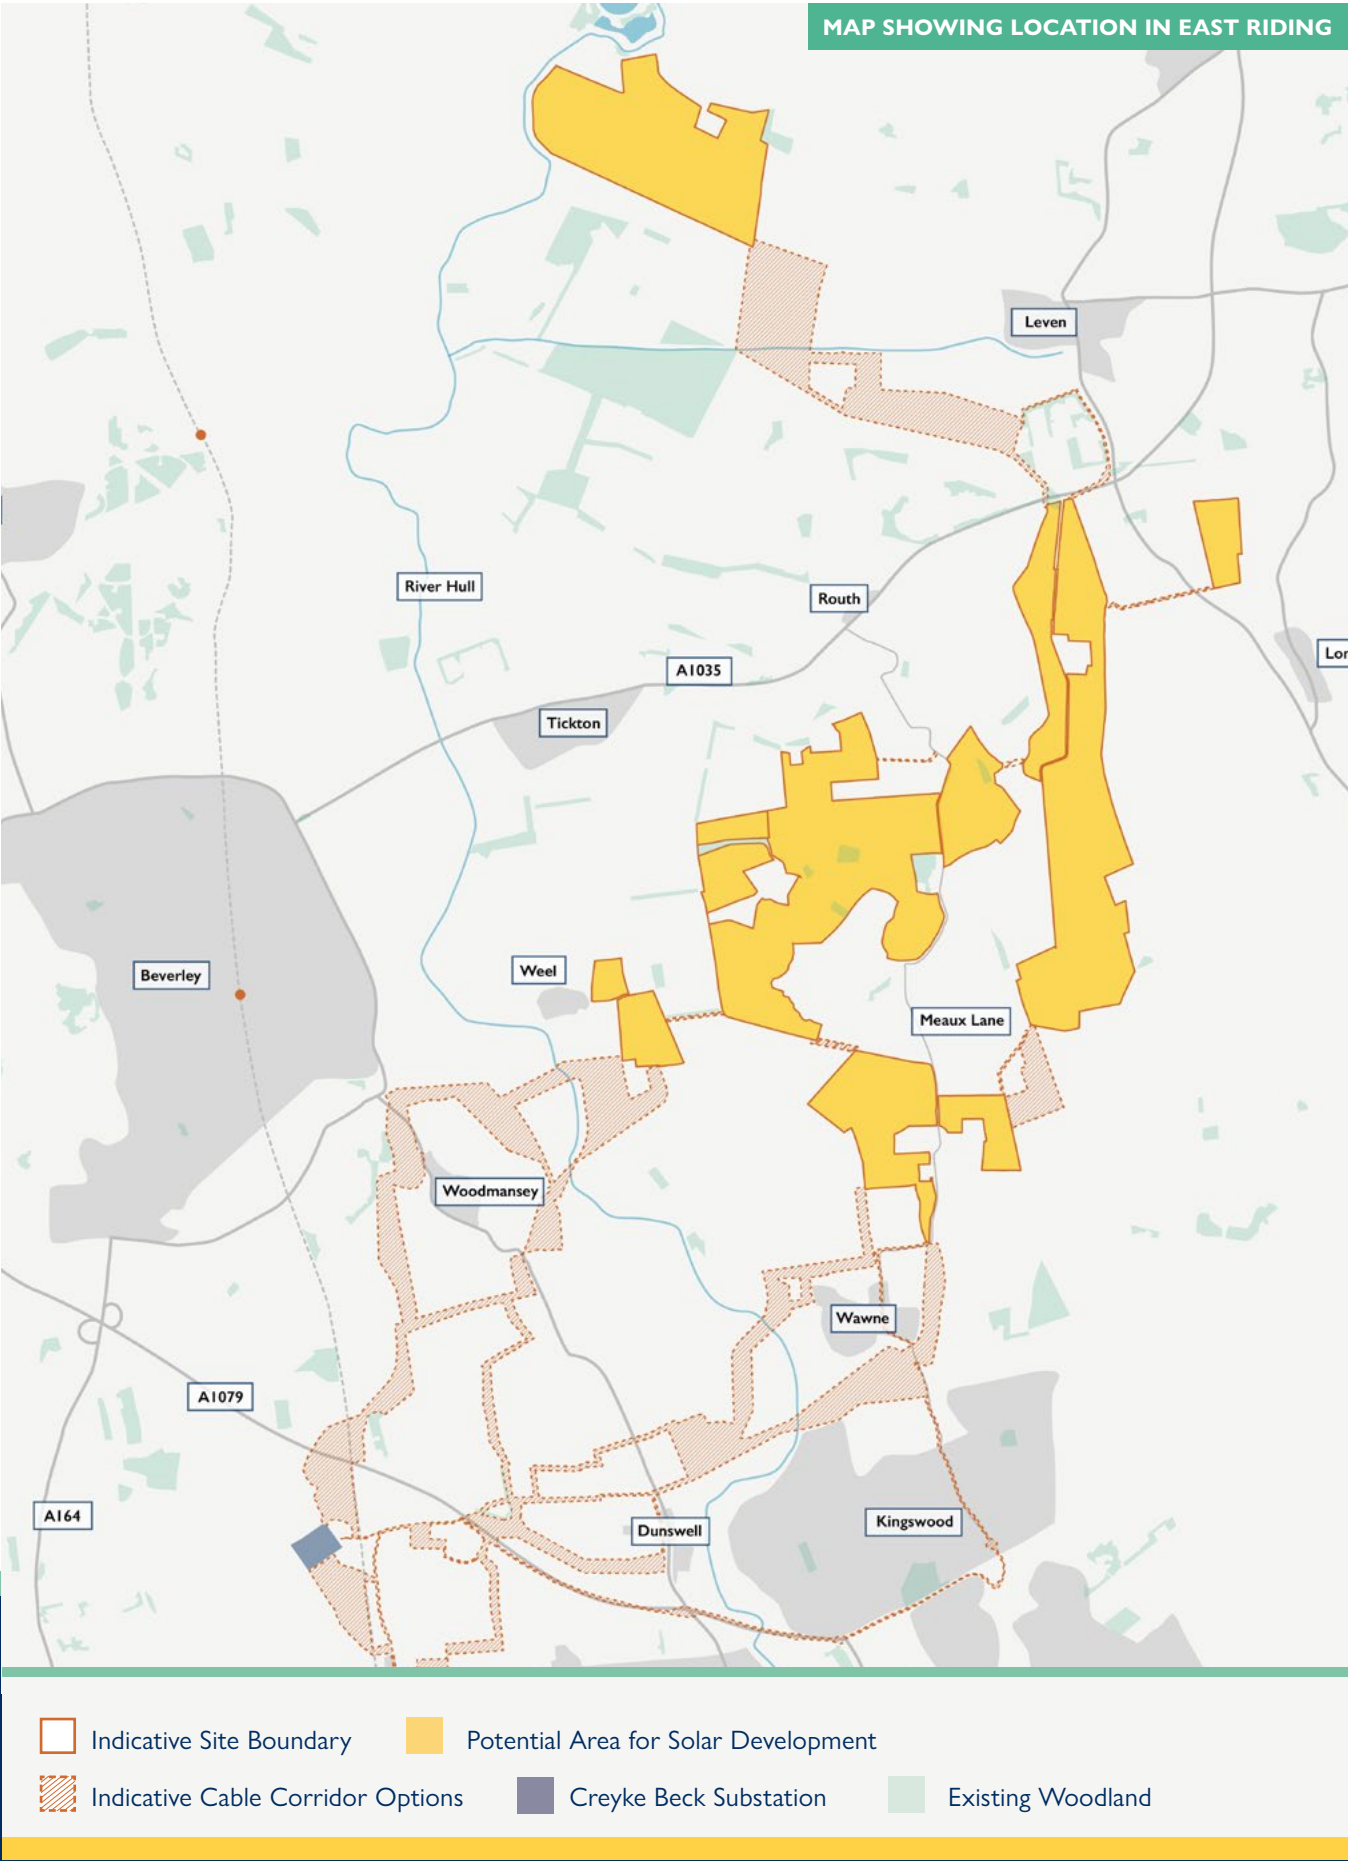 MAP SHOWING LOCATION IN EAST RIDING
Leven
River Hull
Routh
Lor
A1035
Tickton
Beverley
Weel
Meaux Lane
Woodmansey
Wawne
A1079
A164
Dunswell
Kingswood
Indicative Site Boundary
Potential Area for Solar Development
Indicative Cable Corridor Options
Creyke Beck Substation
Existing Woodland